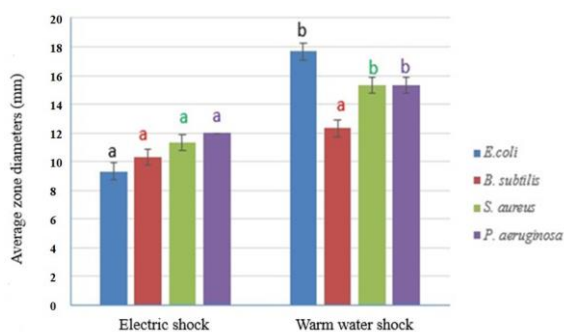 Average zone diameters (mm)
20
18
16
14
12
10
8
6
4
2
0
a
a
a
a
b
a
b
b
Electric shock
Warm water shock
E.coli
B. subtilis
S. aureus
P. aeruginosa